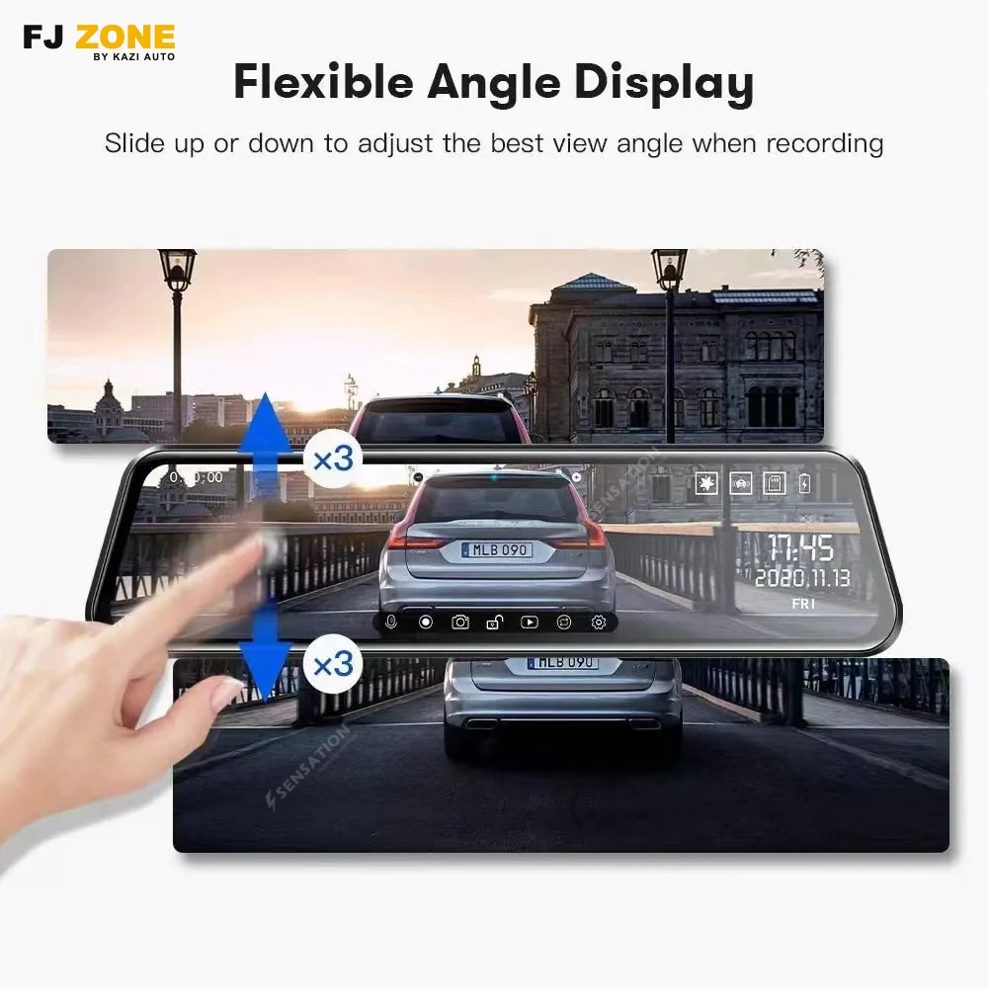 FJ ZONE
BY KAZI AUTO
Flexible Angle Display
Slide up or down to adjust the best view angle when recording
×3
SENSATION
MLB 090
17:45
2020.11.13
FRI
×3
MLB 090
SENSATION